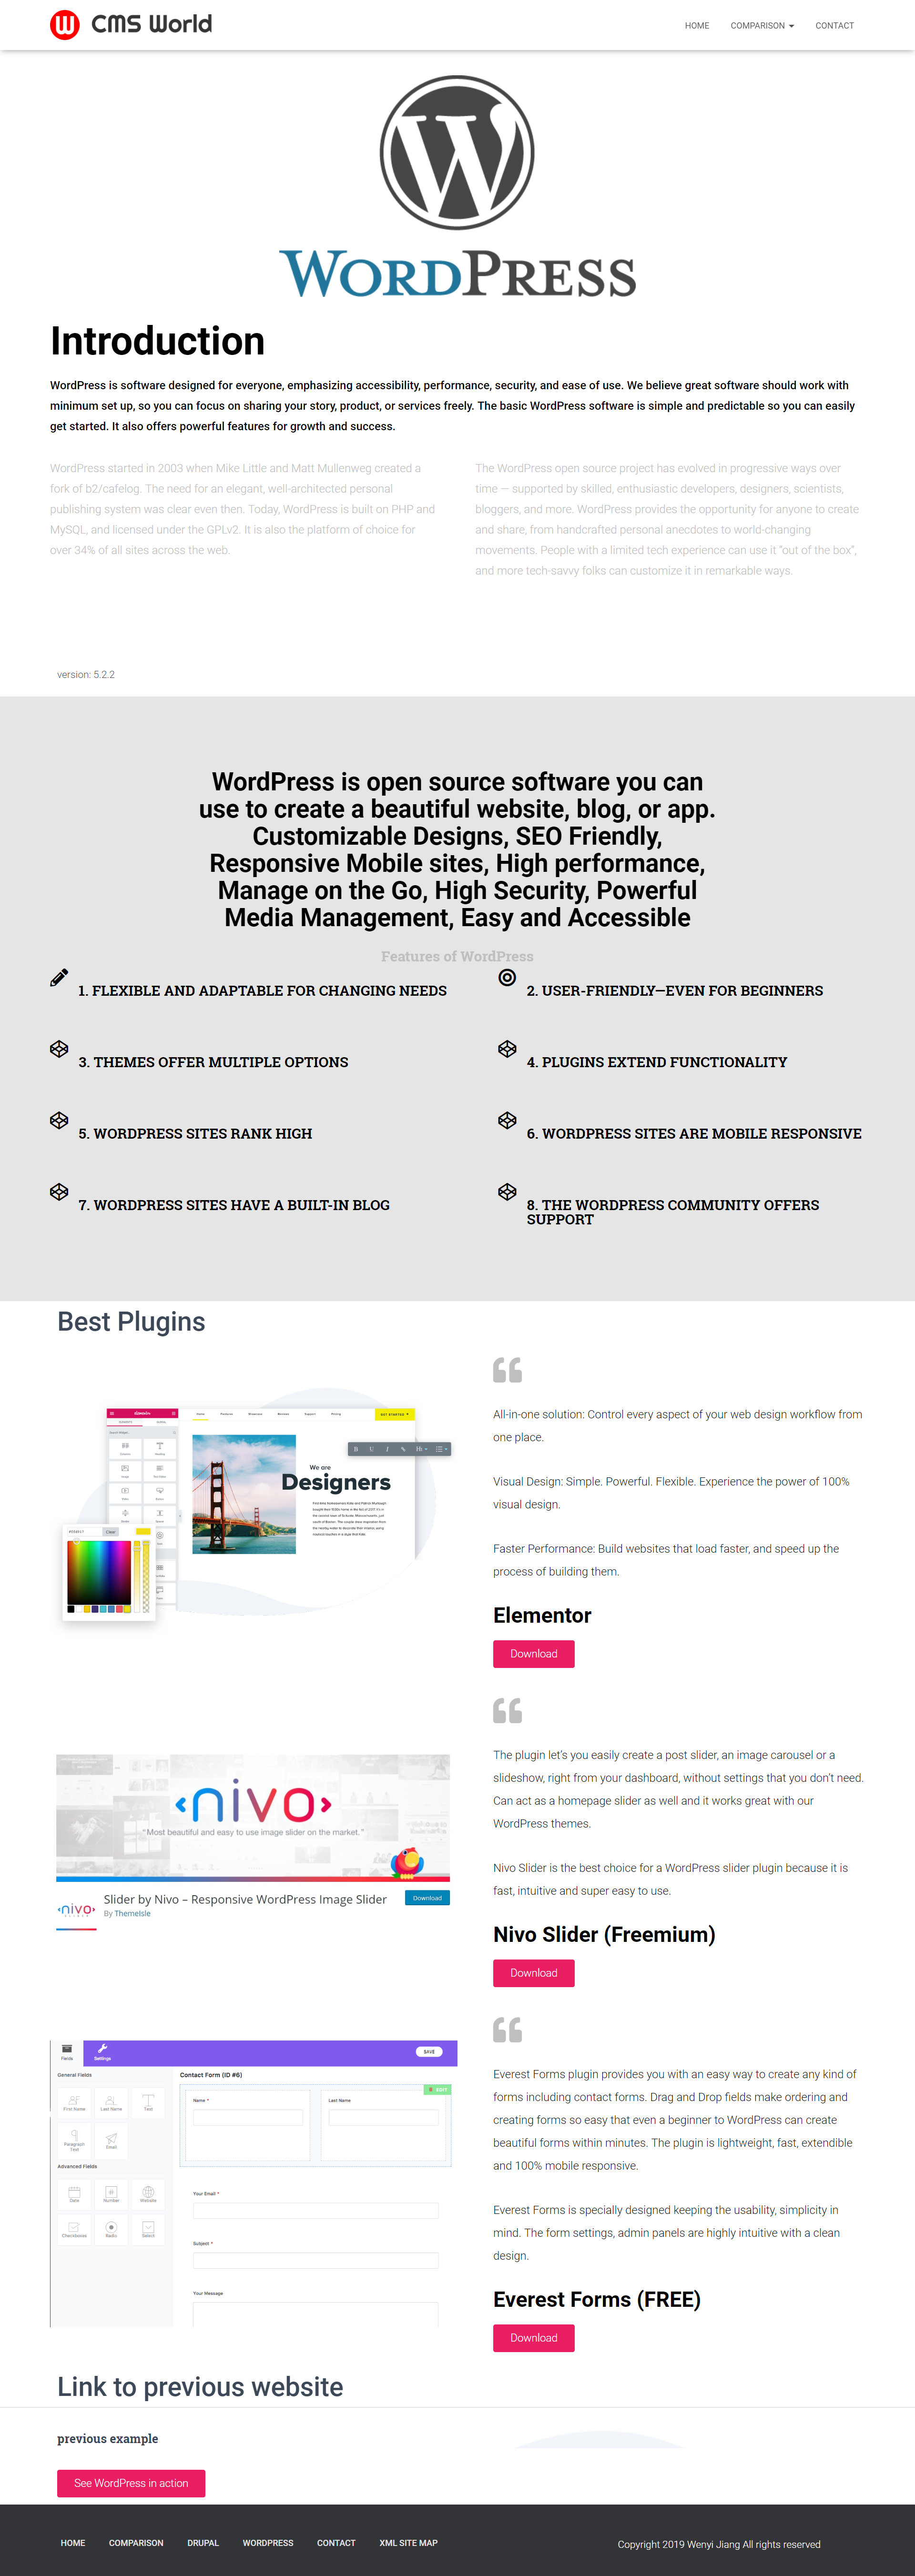 CMS World
HOME
COMPARISON
CONTACT
WORDPRESS
Introduction
WordPress is software designed for everyone, emphasizing accessibility, performance, security, and ease of use. We believe great software should work with
minimum set up, so you can focus on sharing your story, product, or services freely. The basic WordPress software is simple and predictable so you can easily
get started. It also offers powerful features for growth and success.
WordPress started in 2003 when Mike Little and Matt Mullenweg created a
fork of b2/cafelog. The need for an elegant, well-architected personal
publishing system was clear even then. Today, WordPress is built on PHP and
MySQL, and licensed under the GPLv2. It is also the platform of choice for
over 34% of all sites across the web.
The WordPress open source project has evolved in progressive ways over
time — supported by skilled, enthusiastic developers, designers, scientists,
bloggers, and more. WordPress provides the opportunity for anyone to create
and share, from handcrafted personal anecdotes to world-changing
movements. People with a limited tech experience can use it "out of the box",
and more tech-savvy folks can customize it in remarkable ways.
version: 5.2.2
WordPress is open source software you can
use to create a beautiful website, blog, or app.
Customizable Designs, SEO Friendly,
Responsive Mobile sites, High performance,
Manage on the Go, High Security, Powerful
Media Management, Easy and Accessible
Features of WordPress
1. FLEXIBLE AND ADAPTABLE FOR CHANGING NEEDS
2. USER-FRIENDLY—EVEN FOR BEGINNERS
3. THEMES OFFER MULTIPLE OPTIONS
4. PLUGINS EXTEND FUNCTIONALITY
5. WORDPRESS SITES RANK HIGH
6. WORDPRESS SITES ARE MOBILE RESPONSIVE
7. WORDPRESS SITES HAVE A BUILT-IN BLOG
8. THE WORDPRESS COMMUNITY OFFERS
SUPPORT
Best Plugins
GET STARTED
We are
Designers
Clear
All-in-one solution: Control every aspect of your web design workflow from
one place.
Visual Design: Simple. Powerful. Flexible. Experience the power of 100%
visual design.
Faster Performance: Build websites that load faster, and speed up the
process of building them.
Elementor
Download
nivo
"Most beautiful and easy to use image slider on the market."
nivo
Slider by Nivo – Responsive WordPress Image Slider
By ThemeIsle
Download
The plugin let's you easily create a post slider, an image carousel or a
slideshow, right from your dashboard, without settings that you don't need.
Can act as a homepage slider as well and it works great with our
WordPress themes.
Nivo Slider is the best choice for a WordPress slider plugin because it is
fast, intuitive and super easy to use.
Nivo Slider (Freemium)
Download
Fields
Settings
SAVE
General Fields
First Name
Last Name
Text
Paragraph
Text
Email
Advanced Fields
Date
Number
Website
Checkboxes
Radio
Select
Contact Form (ID #6)
EDIT
Name *
Last Name
Your Email *
Subject *
Your Message
Everest Forms plugin provides you with an easy way to create any kind of
forms including contact forms. Drag and Drop fields make ordering and
creating forms so easy that even a beginner to WordPress can create
beautiful forms within minutes. The plugin is lightweight, fast, extendible
and 100% mobile responsive.
Everest Forms is specially designed keeping the usability, simplicity in
mind. The form settings, admin panels are highly intuitive with a clean
design.
Everest Forms (FREE)
Download
Link to previous website
previous example
See WordPress in action
HOME
COMPARISON
DRUPAL
WORDPRESS
CONTACT
XML SITE MAP
Copyright 2019 Wenyi Jiang All rights reserved